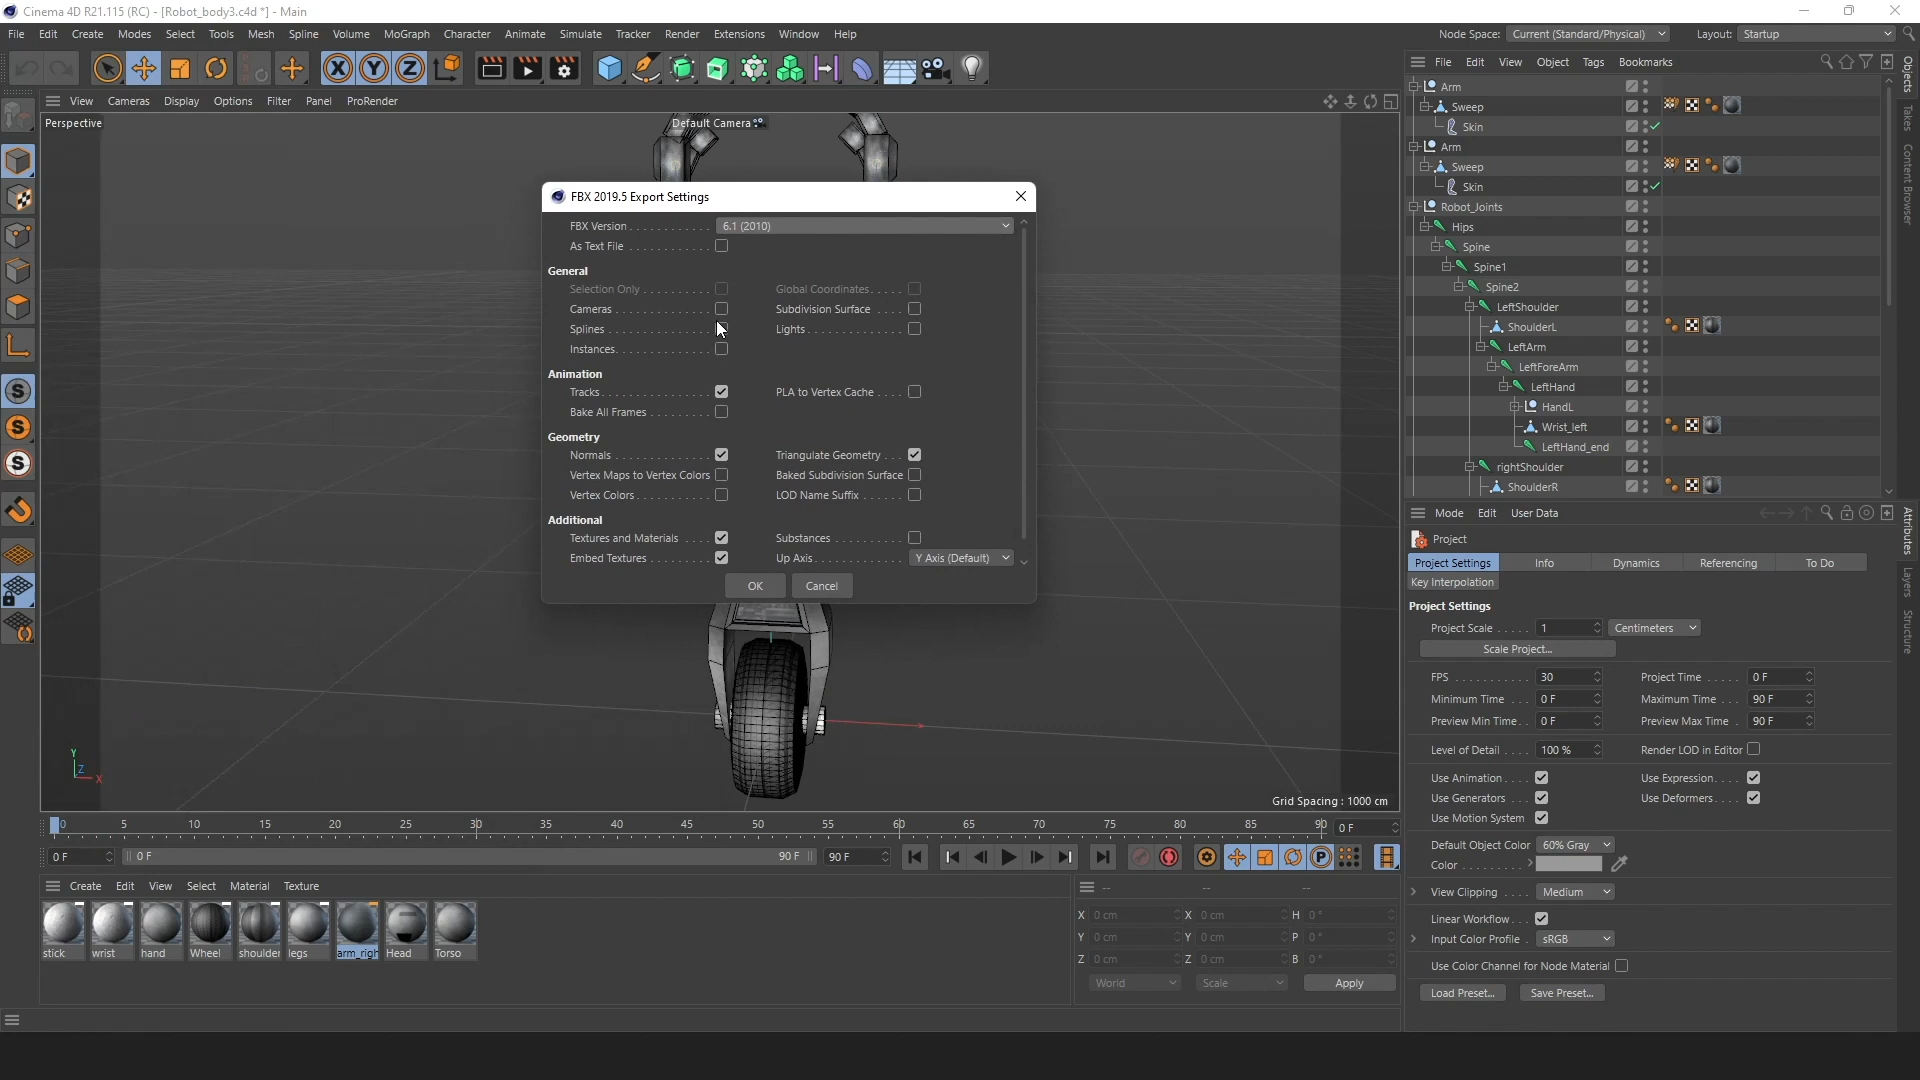 Cinema 4D R21.115 (RC) - [Robot_body3.c4d *] - Main
File Edit Create Modes Select Tools Mesh Spline Volume MoGraph Character Animate Simulate Tracker Render Extensions Window Help
Node Space: Current (Standard/Physical) Layout: Startup
View Cameras Display Options Filter Panel ProRender
Perspective
Default Camera
FBX 2019.5 Export Settings
FBX Version 6.1 (2010)
As Text File
General
Selection Only Global Coordinates
Cameras Subdivision Surface
Splines Lights
Instances
Animation
Tracks PLA to Vertex Cache
Bake All Frames
Geometry
Normals Triangulate Geometry
Vertex Maps to Vertex Colors Baked Subdivision Surface
Vertex Colors LOD Name Suffix
Additional
Textures and Materials Substances
Embed Textures Up Axis Y Axis (Default)
OK Cancel
Y
Z
X
Grid Spacing : 1000 cm
0 5 10 15 20 25 30 35 40 45 50 55 60 65 70 75 80 85 90 0 F
0 F 0 F 90 F 90 F
Create Edit View Select Material Texture
stick wrist hand Wheel shoulder legs arm_righ Head Torso
-- -- --
X 0 cm X 0 cm H 0 °
Y 0 cm Y 0 cm P 0 °
Z 0 cm Z 0 cm B 0 °
World Scale Apply
File Edit View Object Tags Bookmarks
Arm
Sweep
Skin
Arm
Sweep
Skin
Robot_Joints
Hips
Spine
Spine1
Spine2
LeftShoulder
ShoulderL
LeftArm
LeftForeArm
LeftHand
HandL
Wrist_left
LeftHand_end
rightShoulder
ShoulderR
Objects
Takes
Content Browser
Mode Edit User Data
Project
Project Settings Info Dynamics Referencing To Do
Key Interpolation
Project Settings
Project Scale 1 Centimeters
Scale Project...
FPS 30 Project Time 0 F
Minimum Time 0 F Maximum Time 90 F
Preview Min Time 0 F Preview Max Time 90 F
Level of Detail 100 % Render LOD in Editor
Use Animation Use Expression
Use Generators Use Deformers
Use Motion System
Default Object Color 60% Gray
Color
View Clipping Medium
Linear Workflow
Input Color Profile sRGB
Use Color Channel for Node Material
Load Preset... Save Preset...
Attributes
Layers
Structure